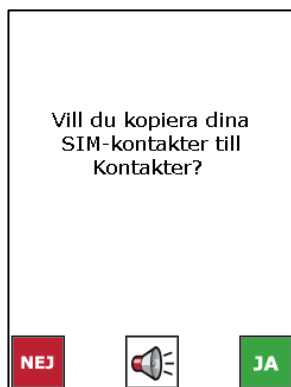 Vill du kopiera dina
SIM-kontakter till
Kontakter?
NEJ
JA